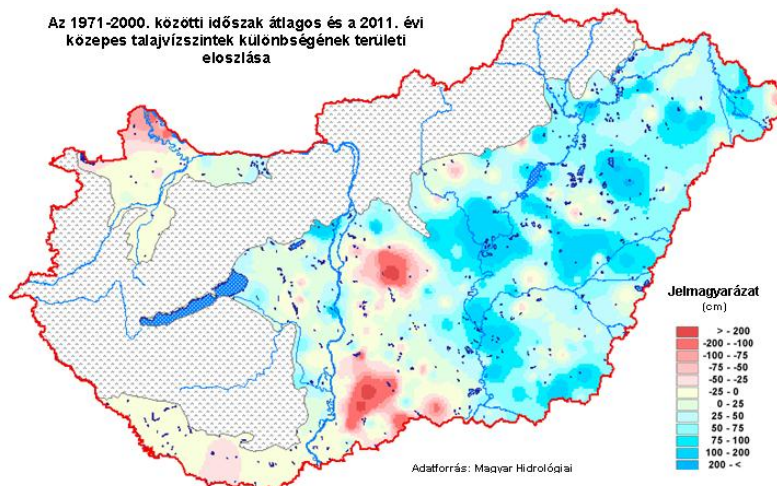 Az 1971-2000. közötti időszak átlagos és a 2011. évi
közepes talajvízszintek különbségének területi
eloszlása
Jelmagyarázat
(cm)
> - 200
-200 - -100
-100 - -75
-75 - -50
-50 - -25
-25 - 0
0 - 25
25 - 50
50 - 75
75 - 100
100 - 200
200 - <
Adatforrás: Magyar Hidrológiai